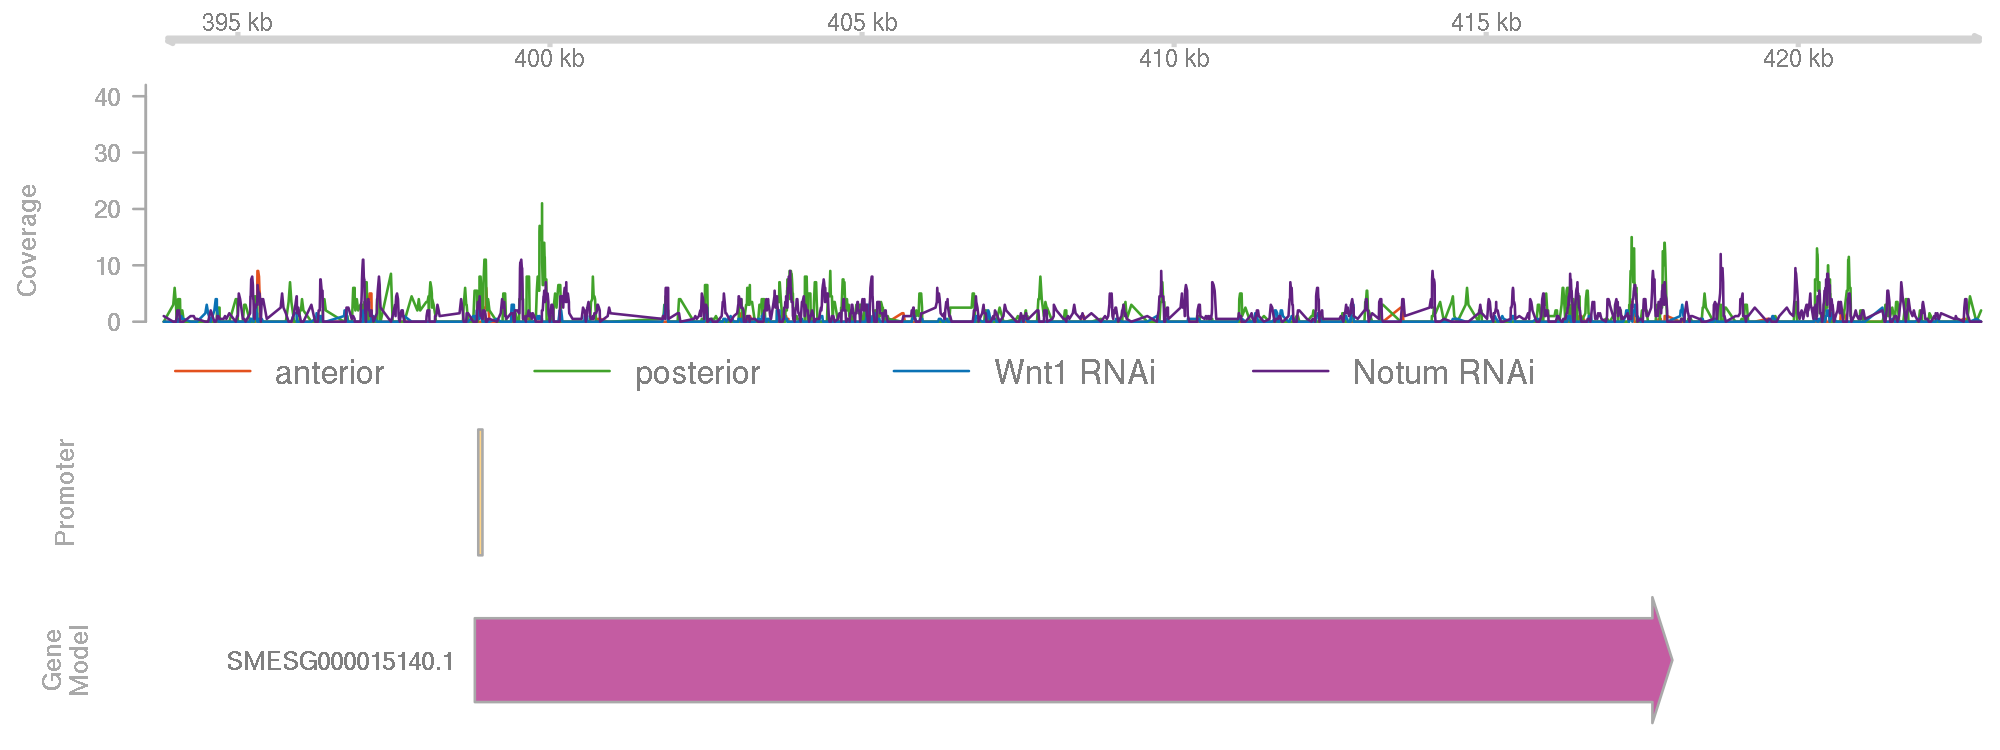 395 kb 405 kb 415 kb
400 kb 410 kb 420 kb
Coverage
40
30
20
10
0
anterior posterior Wnt1 RNAi Notum RNAi
Promoter
Gene
Model
SMESG000015140.1